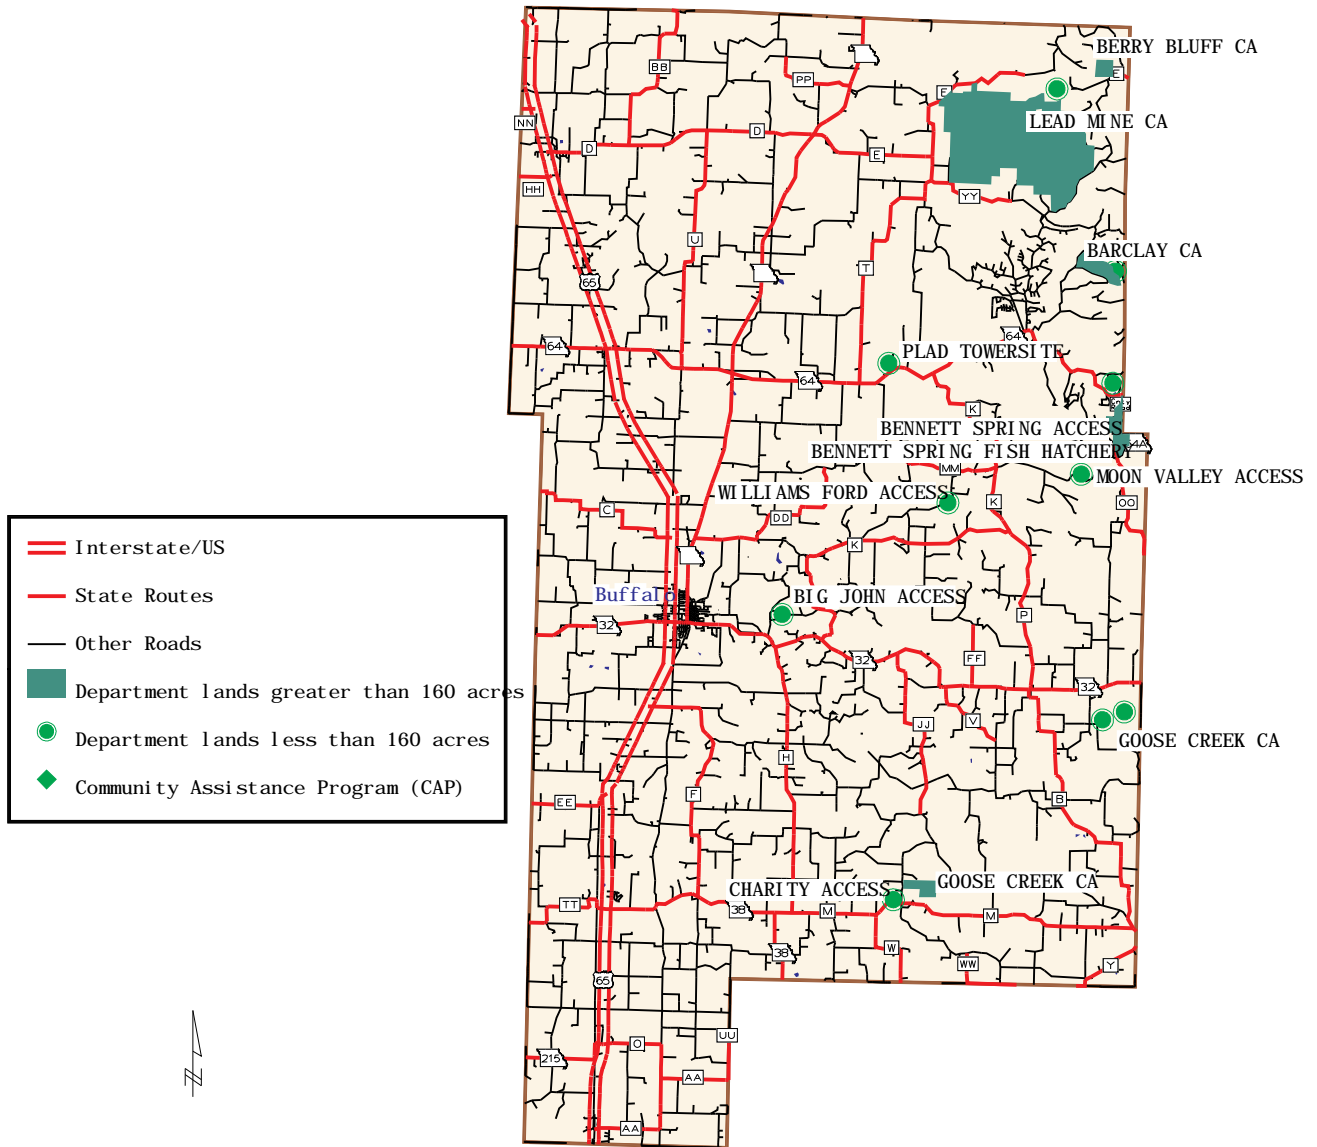 BERRY BLUFF CA
BB
PP
E
E
LEAD MINE CA
NN
D
D
E
HH
YY
U
BARCLAY CA
T
65
64
64
PLAD TOWERSITE
64
K
BENNETT SPRING ACCESS
BENNETT SPRING FISH HATCHERY
MM
MOON VALLEY ACCESS
WILLIAMS FORD ACCESS
C
DD
K
OO
K
Interstate/US
State Routes
Other Roads
Department lands greater than 160 acres
Department lands less than 160 acres
Community Assistance Program (CAP)
Buffalo
BIG JOHN ACCESS
32
P
32
FF
32
JJ
V
GOOSE CREEK CA
H
F
EE
B
CHARITY ACCESS
GOOSE CREEK CA
TT
38
M
M
38
W
WW
Y
65
UU
O
215
AA
AA
N